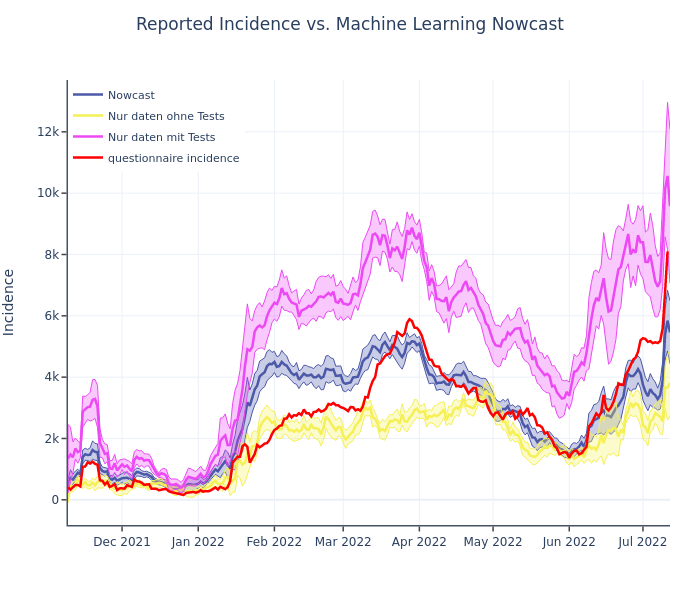 Reported Incidence vs. Machine Learning Nowcast
Nowcast
Nur daten ohne Tests
Nur daten mit Tests
questionnaire incidence
Incidence
12k
10k
8k
6k
4k
2k
0
Dec 2021
Jan 2022
Feb 2022
Mar 2022
Apr 2022
May 2022
Jun 2022
Jul 2022